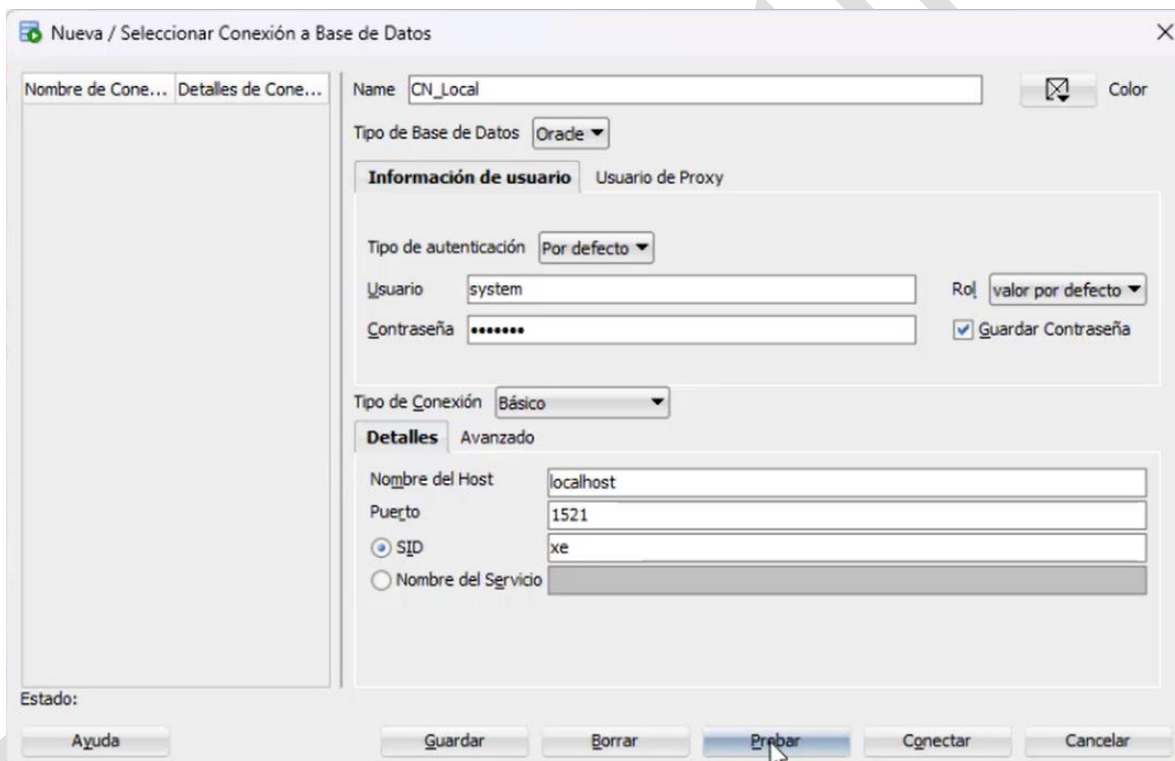 Nueva / Seleccionar Conexión a Base de Datos
Nombre de Cone... Detalles de Cone...
Name CN_Local Color
Tipo de Base de Datos Oracle
Información de usuario Usuario de Proxy
Tipo de autenticación Por defecto
Usuario system Rol valor por defecto
Contraseña ••••••• Guardar Contraseña
Tipo de Conexión Básico
Detalles Avanzado
Nombre del Host localhost
Puerto 1521
SID xe
Nombre del Servicio
Estado:
Ayuda Guardar Borrar Probar Conectar Cancelar